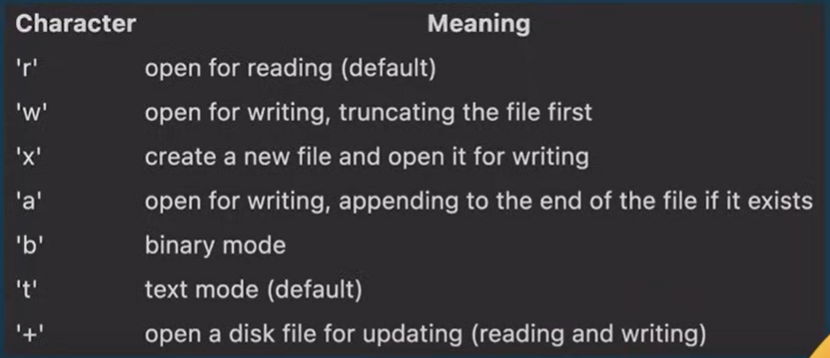 Character Meaning
'r' open for reading (default)
'w' open for writing, truncating the file first
'x' create a new file and open it for writing
'a' open for writing, appending to the end of the file if it exists
'b' binary mode
't' text mode (default)
'+' open a disk file for updating (reading and writing)